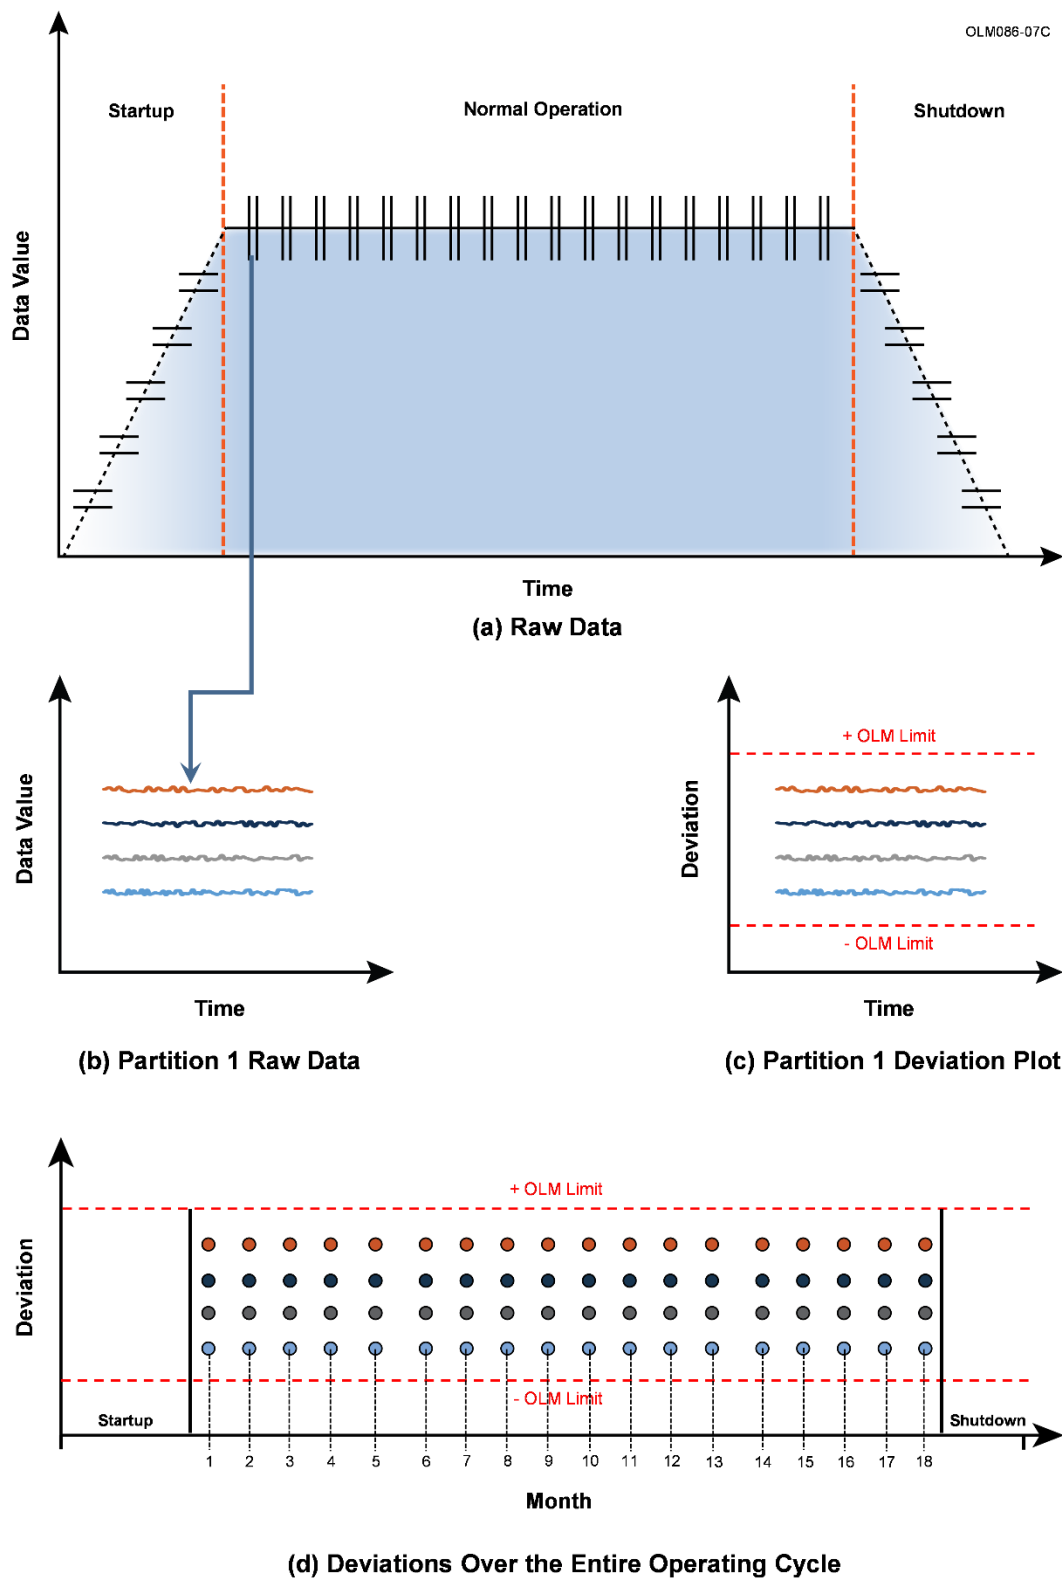 OLM086-07C
Startup
Normal Operation
Shutdown
Data Value
Time
(a) Raw Data
Data Value
Time
(b) Partition 1 Raw Data
+ OLM Limit
Deviation
- OLM Limit
Time
(c) Partition 1 Deviation Plot
+ OLM Limit
Deviation
- OLM Limit
Startup
Shutdown
1 2 3 4 5 6 7 8 9 10 11 12 13 14 15 16 17 18
Month
(d) Deviations Over the Entire Operating Cycle